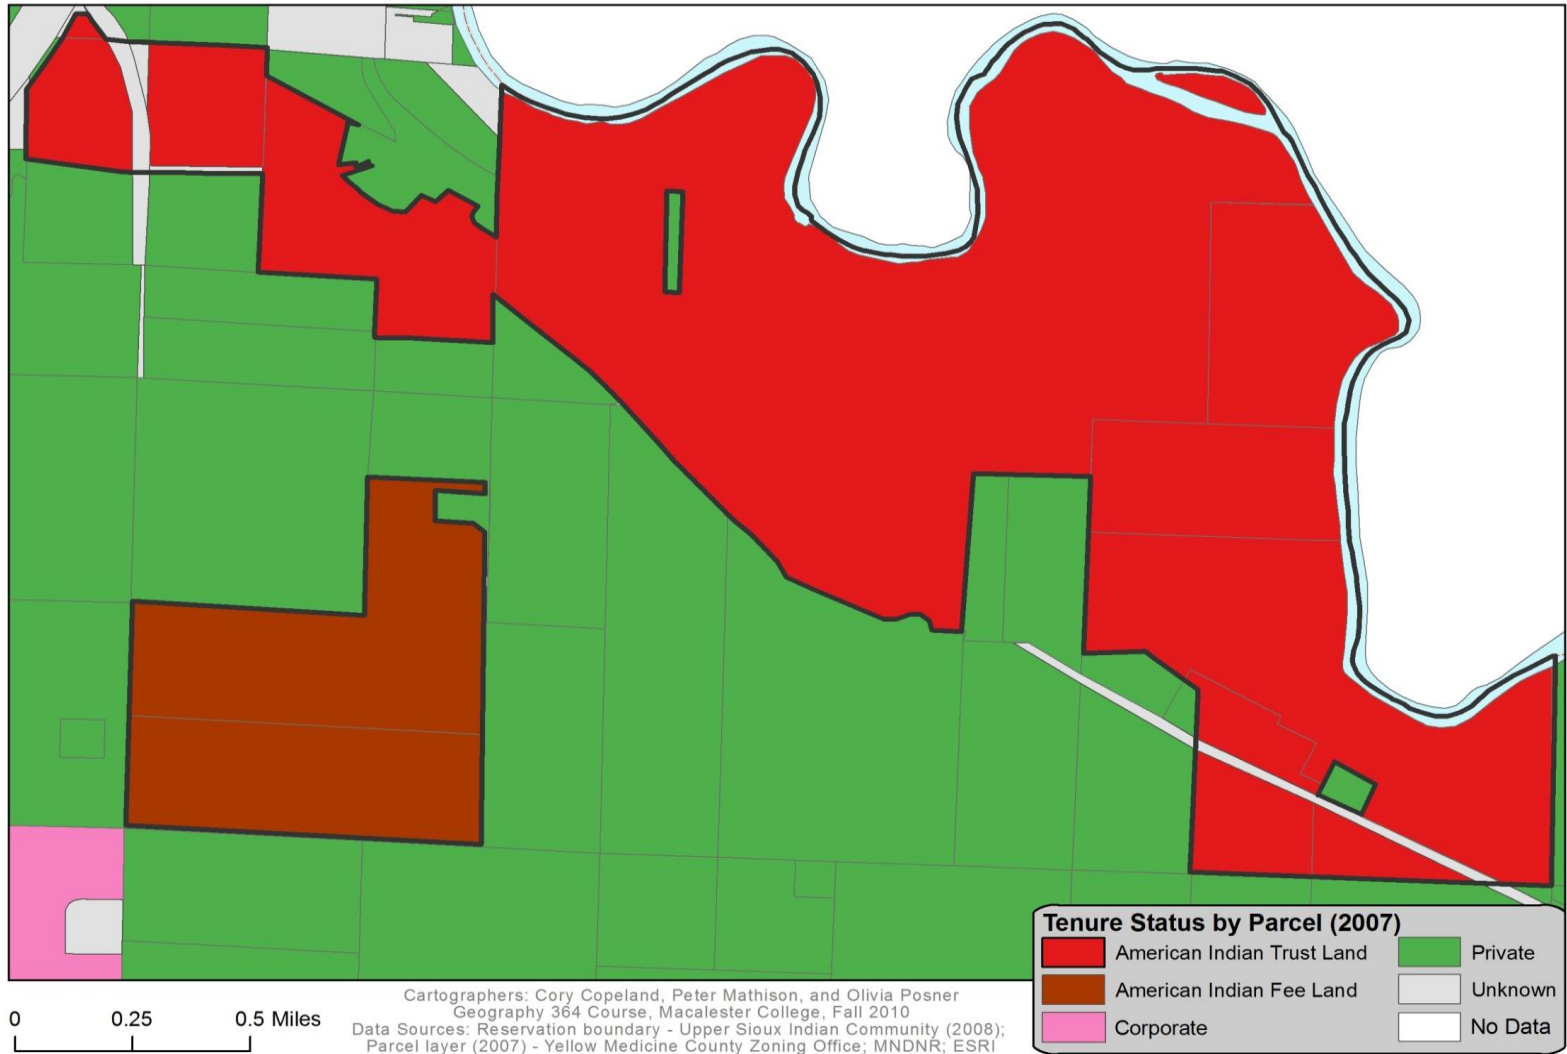 Tenure Status by Parcel (2007)
American Indian Trust Land
Private
American Indian Fee Land
Unknown
Corporate
No Data
0 0.25 0.5 Miles
Cartographers: Cory Copeland, Peter Mathison, and Olivia Posner
Geography 364 Course, Macalester College, Fall 2010
Data Sources: Reservation boundary - Upper Sioux Indian Community (2008);
Parcel layer (2007) - Yellow Medicine County Zoning Office; MNDNR; ESRI